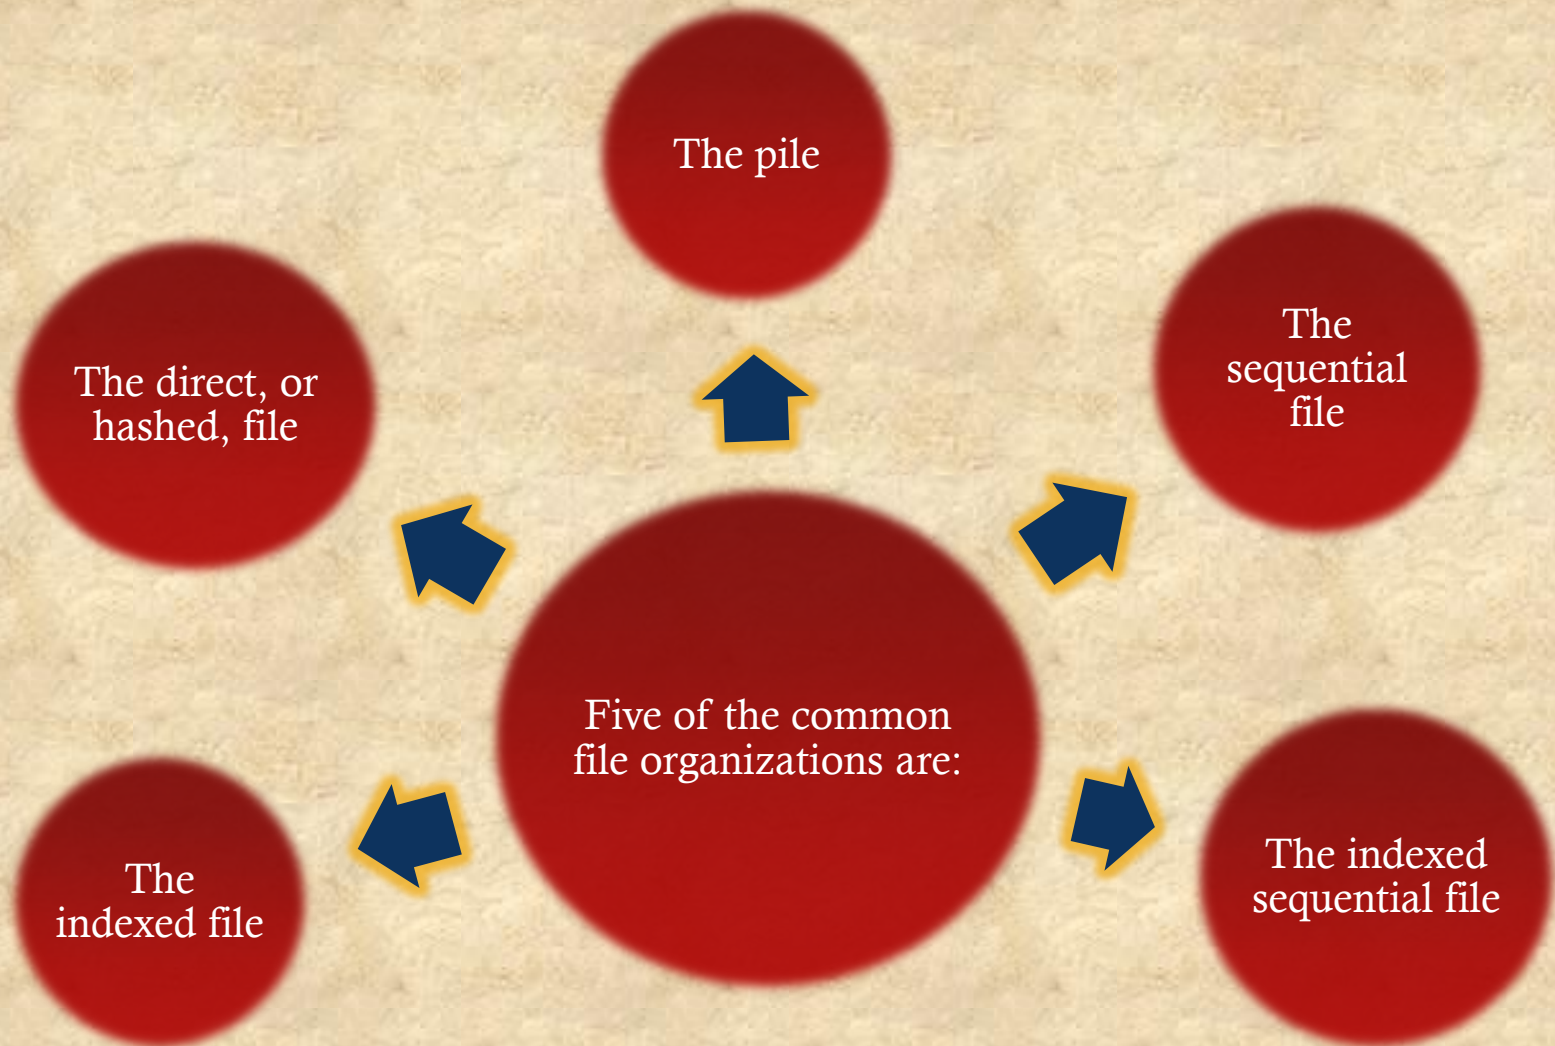 The pile
The
sequential
file
The direct, or
hashed, file
Five of the common
file organizations are:
The indexed
sequential file
The
indexed file